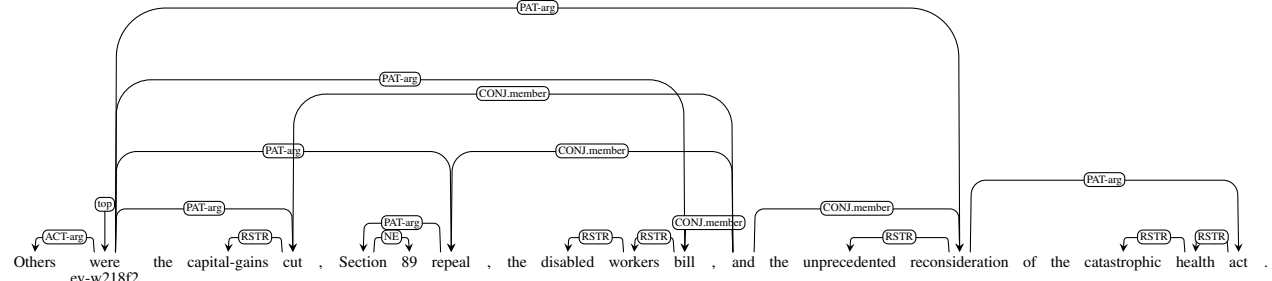 PAT-arg
PAT-arg
CONJ.member
PAT-arg CONJ.member
PAT-arg
top PAT-arg CONJ.member
PAT-arg CONJ.member
ACT-arg RSTR NE RSTR RSTR RSTR RSTR RSTR
Others were the capital-gains cut , Section 89 repeal , the disabled workers bill , and the unprecedented reconsideration of the catastrophic health act .
ev-w218f2